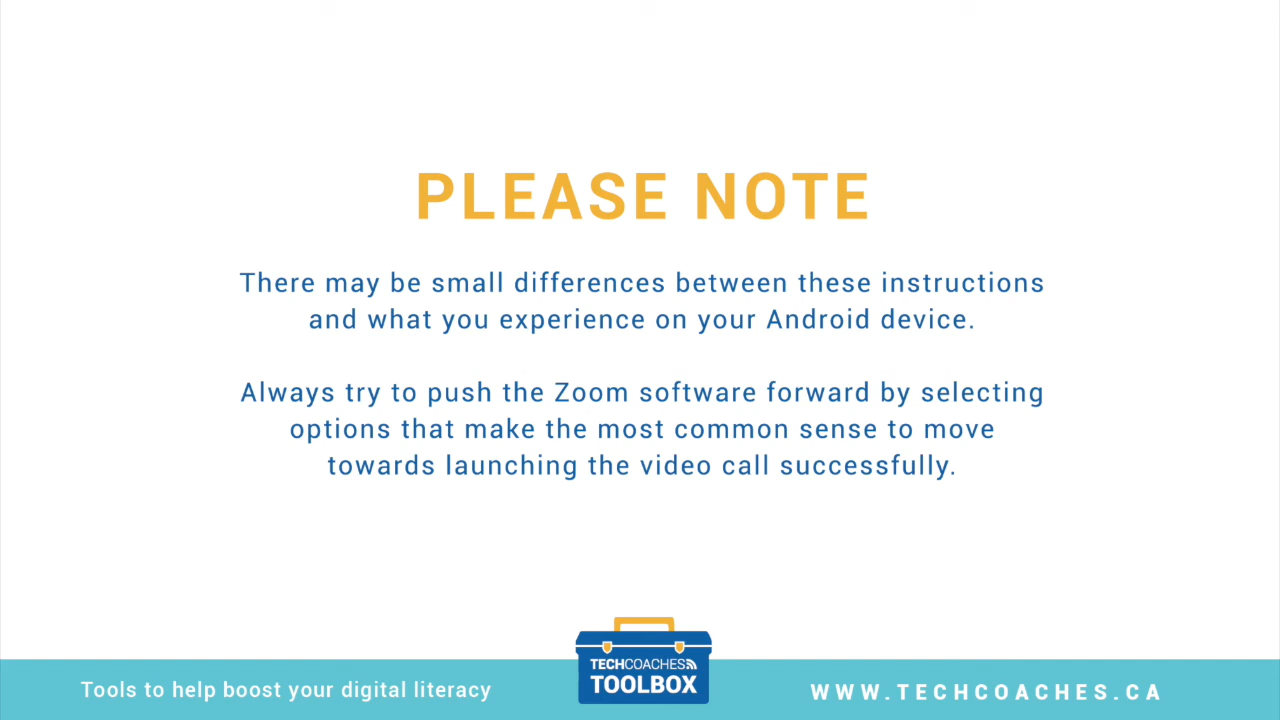 PLEASE NOTE
There may be small differences between these instructions
and what you experience on your Android device.
Always try to push the Zoom software forward by selecting
options that make the most common sense to move
towards launching the video call successfully.
Tools to help boost your digital literacy
TECHCOACHES
TOOLBOX
WWW.TECHCOACHES.CA